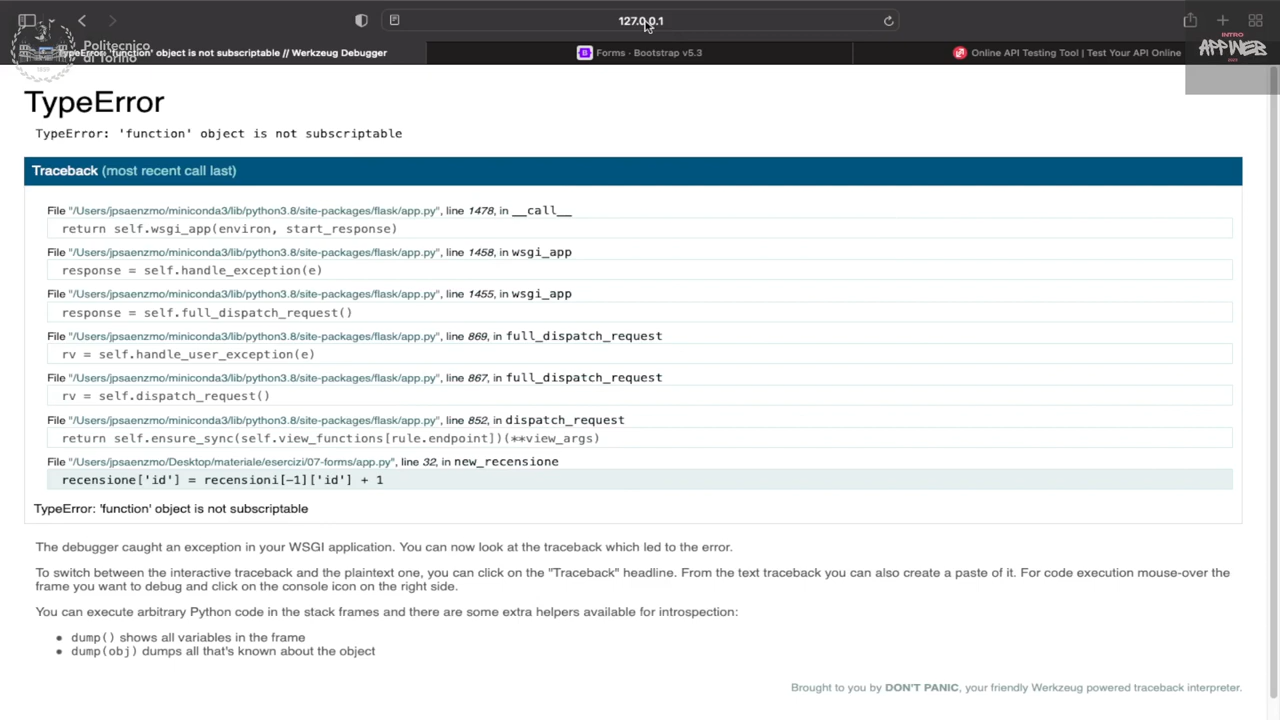 127.0.0.1
Politecnico
di Torino
TypeError: 'function' object is not subscriptable // Werkzeug Debugger
Forms - Bootstrap v5.3
Online API Testing Tool | Test Your API Online
INTRO
APPWEB
TypeError
TypeError: 'function' object is not subscriptable
Traceback (most recent call last)
File "/Users/jpsaenzmo/miniconda3/lib/python3.8/site-packages/flask/app.py", line 1478, in __call__
return self.wsgi_app(environ, start_response)
File "/Users/jpsaenzmo/miniconda3/lib/python3.8/site-packages/flask/app.py", line 1458, in wsgi_app
response = self.handle_exception(e)
File "/Users/jpsaenzmo/miniconda3/lib/python3.8/site-packages/flask/app.py", line 1455, in wsgi_app
response = self.full_dispatch_request()
File "/Users/jpsaenzmo/miniconda3/lib/python3.8/site-packages/flask/app.py", line 869, in full_dispatch_request
rv = self.handle_user_exception(e)
File "/Users/jpsaenzmo/miniconda3/lib/python3.8/site-packages/flask/app.py", line 867, in full_dispatch_request
rv = self.dispatch_request()
File "/Users/jpsaenzmo/miniconda3/lib/python3.8/site-packages/flask/app.py", line 852, in dispatch_request
return self.ensure_sync(self.view_functions[rule.endpoint])(**view_args)
File "/Users/jpsaenzmo/Desktop/materiale/esercizi/07-forms/app.py", line 32, in new_recensione
recensione['id'] = recensioni[-1]['id'] + 1
TypeError: 'function' object is not subscriptable
The debugger caught an exception in your WSGI application. You can now look at the traceback which led to the error.
To switch between the interactive traceback and the plaintext one, you can click on the "Traceback" headline. From the text traceback you can also create a paste of it. For code execution mouse-over the
frame you want to debug and click on the console icon on the right side.
You can execute arbitrary Python code in the stack frames and there are some extra helpers available for introspection:
• dump() shows all variables in the frame
• dump(obj) dumps all that's known about the object
Brought to you by DON'T PANIC, your friendly Werkzeug powered traceback interpreter.